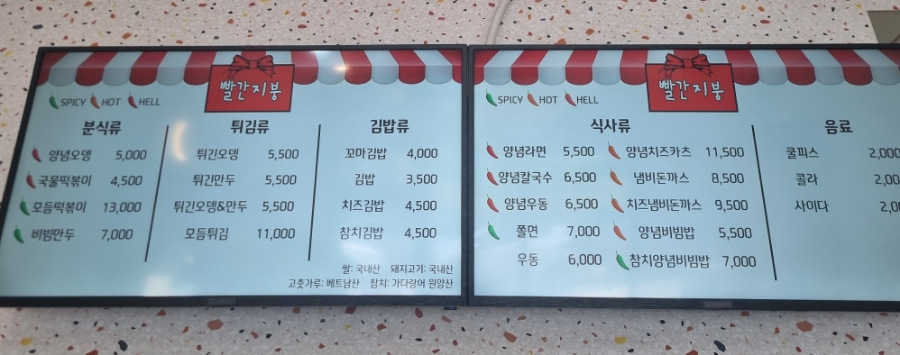 빨간지붕
SPICY HOT HELL
분식류
양념오뎅 5,000
국물떡볶이 4,500
모듬떡볶이 13,000
비빔만두 7,000
튀김류
튀긴오뎅 5,500
튀긴만두 5,500
튀긴오뎅&만두 5,500
모듬튀김 11,000
김밥류
꼬마김밥 4,000
김밥 3,500
치즈김밥 4,500
참치김밥 4,500
쌀: 국내산 돼지고기: 국내산
고춧가루: 베트남산 참치: 가다랑어 원양산
빨간지붕
SPICY HOT HELL
식사류
양념라면 5,500
양념칼국수 6,500
양념우동 6,500
쫄면 7,000
우동 6,000
양념치즈카츠 11,500
냄비돈까스 8,500
치즈냄비돈까스 9,500
양념비빔밥 5,500
참치양념비빔밥 7,000
음료
쿨피스 2,000
콜라 2,00
사이다 2,0